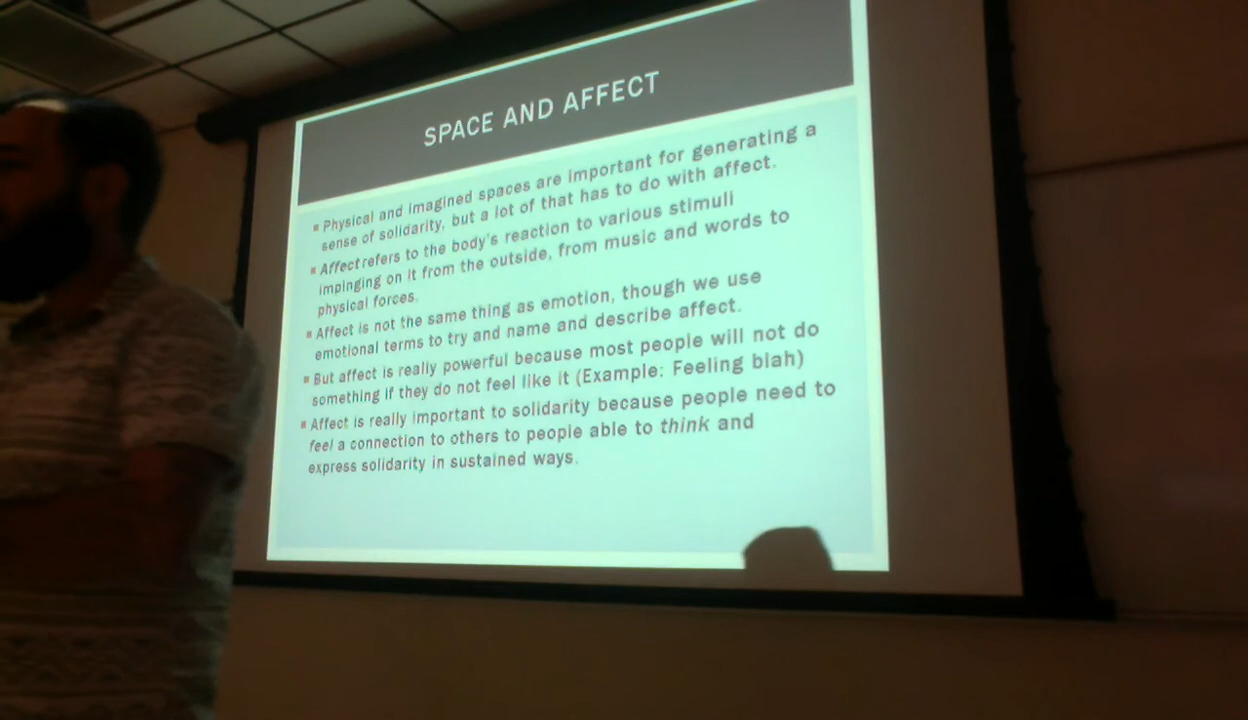 SPACE AND AFFECT
Physical and imagined spaces are important for generating a
sense of solidarity, but a lot of that has to do with affect.
Affect refers to the body's reaction to various stimuli
impinging on it from the outside, from music and words to
physical forces.
Affect is not the same thing as emotion, though we use
emotional terms to try and name and describe affect.
But affect is really powerful because most people will not do
something if they do not feel like it (Example: Feeling blah)
Affect is really important to solidarity because people need to
feel a connection to others to people able to think and
express solidarity in sustained ways.